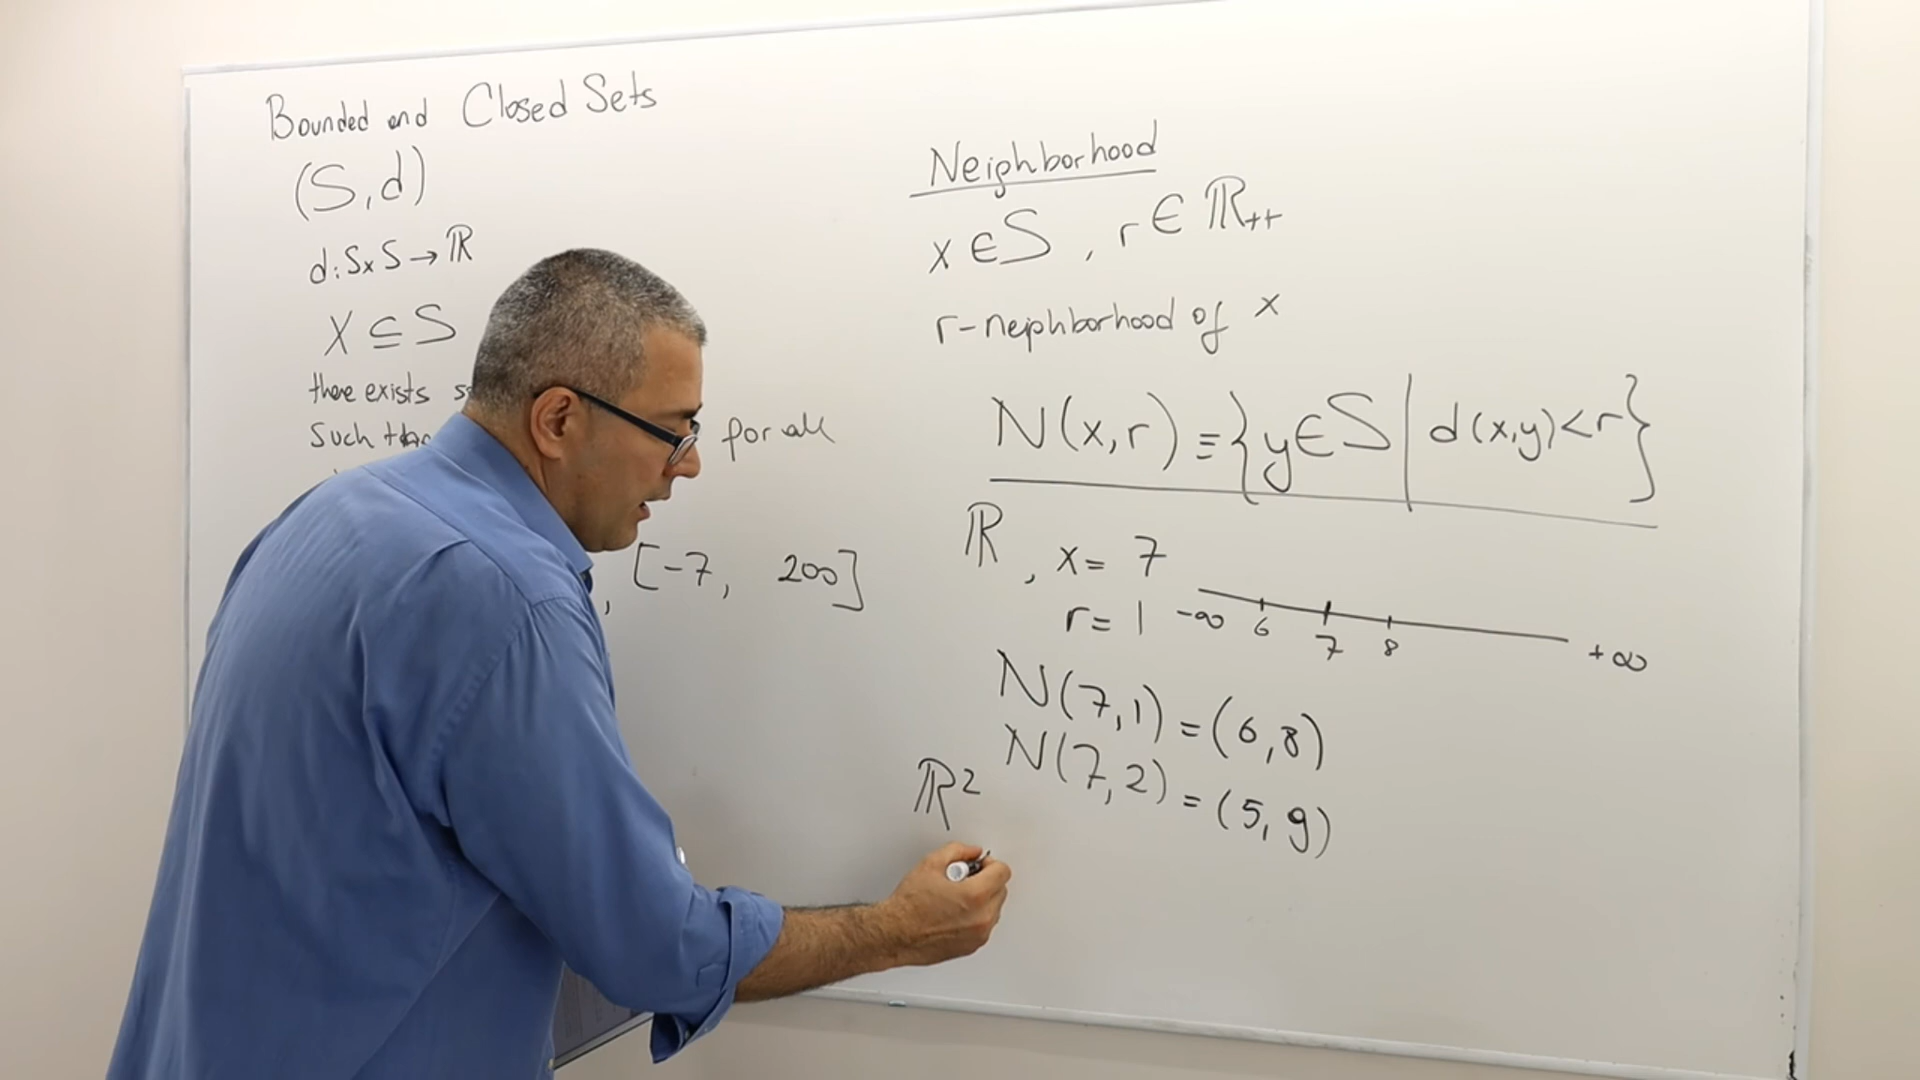 Bounded and Closed Sets
(S,d)
d:SxS→ℝ
X⊆S
there exists
Such
for all
, [-7, 200]
Neighborhood
x∈S, r∈ℝ++
r-neighborhood of x
N(x,r)≡{y∈S|d(x,y)<r}
ℝ, x= 7
r= 1
-∞ 6 7 8 +∞
N(7,1)=(6,8)
N(7,2)=(5,9)
ℝ²